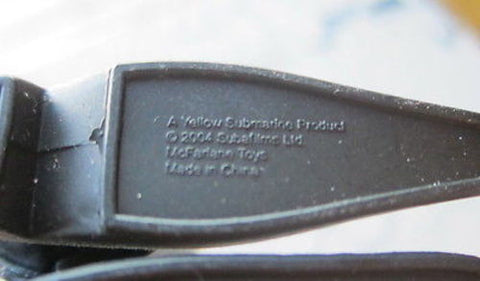 A Yellow Submarine Product
© 2004 Subafilms Ltd.
McFarlane Toys
Made in China